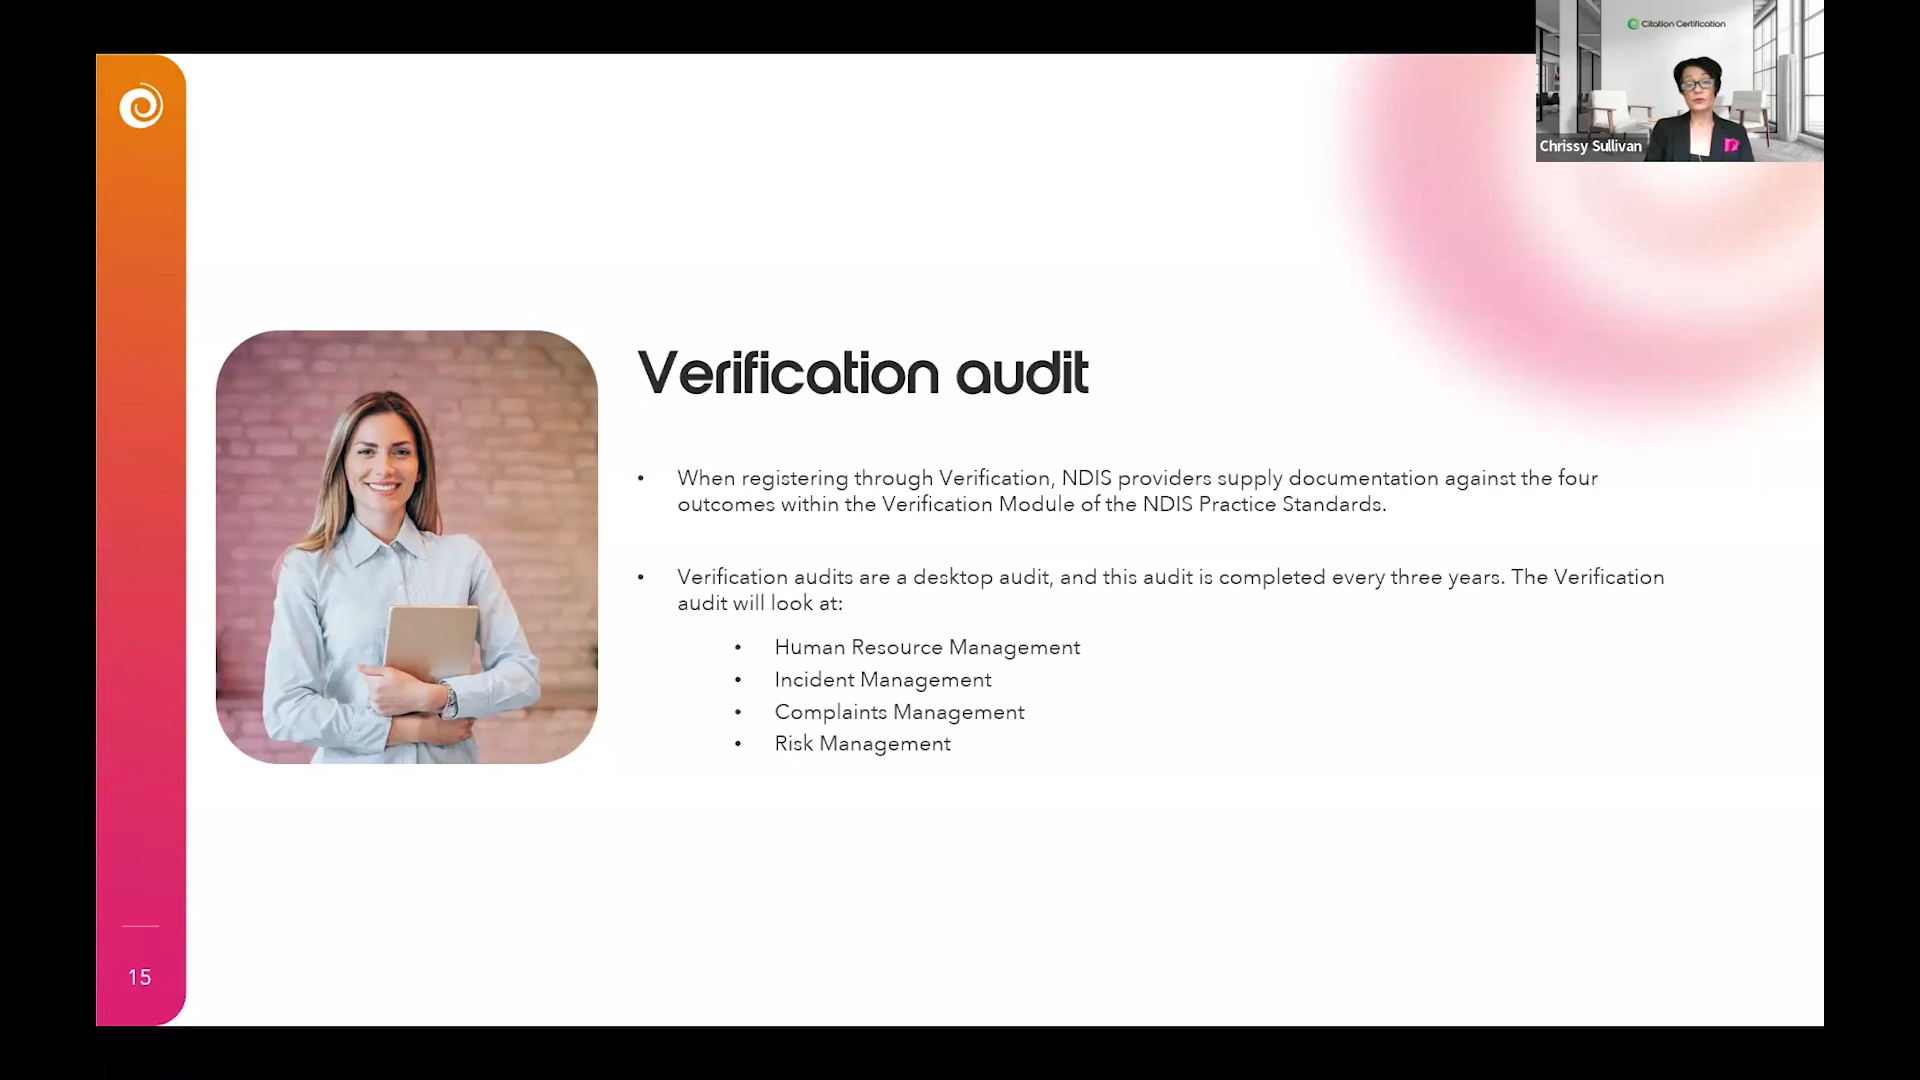 Citation Certification
Chrissy Sullivan
Verification audit
• When registering through Verification, NDIS providers supply documentation against the four
outcomes within the Verification Module of the NDIS Practice Standards.
• Verification audits are a desktop audit, and this audit is completed every three years. The Verification
audit will look at:
• Human Resource Management
• Incident Management
• Complaints Management
• Risk Management
15